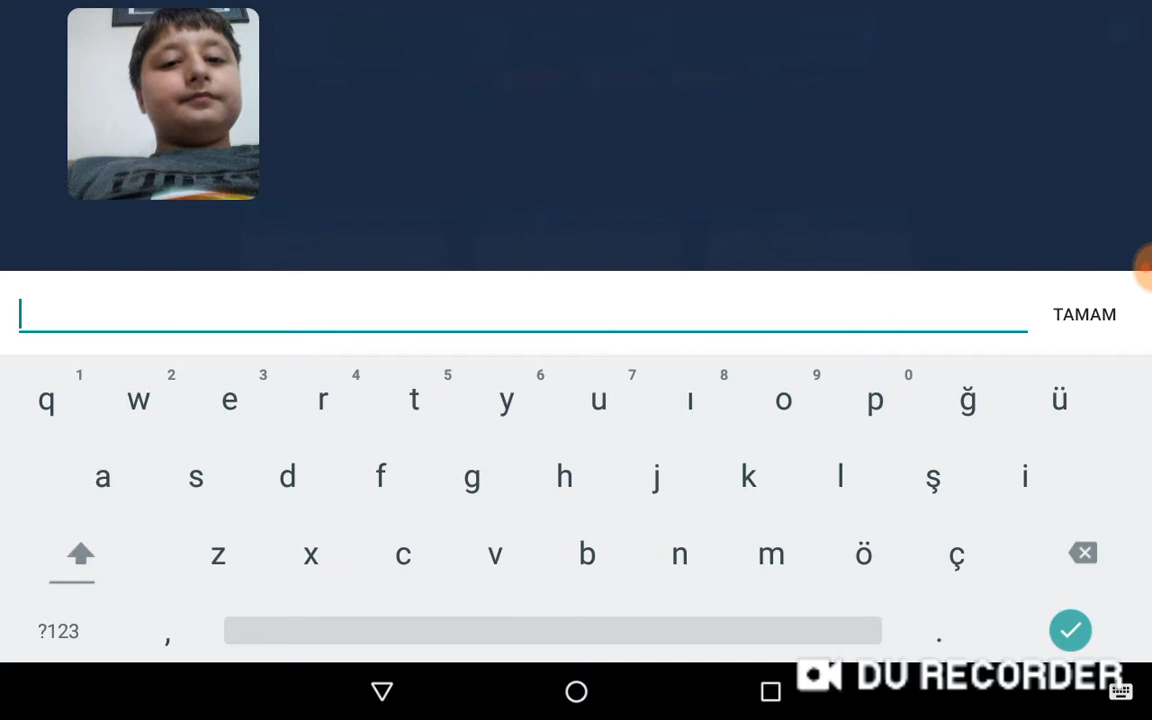 TAMAM
1 2 3 4 5 6 7 8 9 0
q w e r t y u ı o p ğ ü
a s d f g h j k l ş i
z x c v b n m ö ç
?123 , .
DU RECORDER